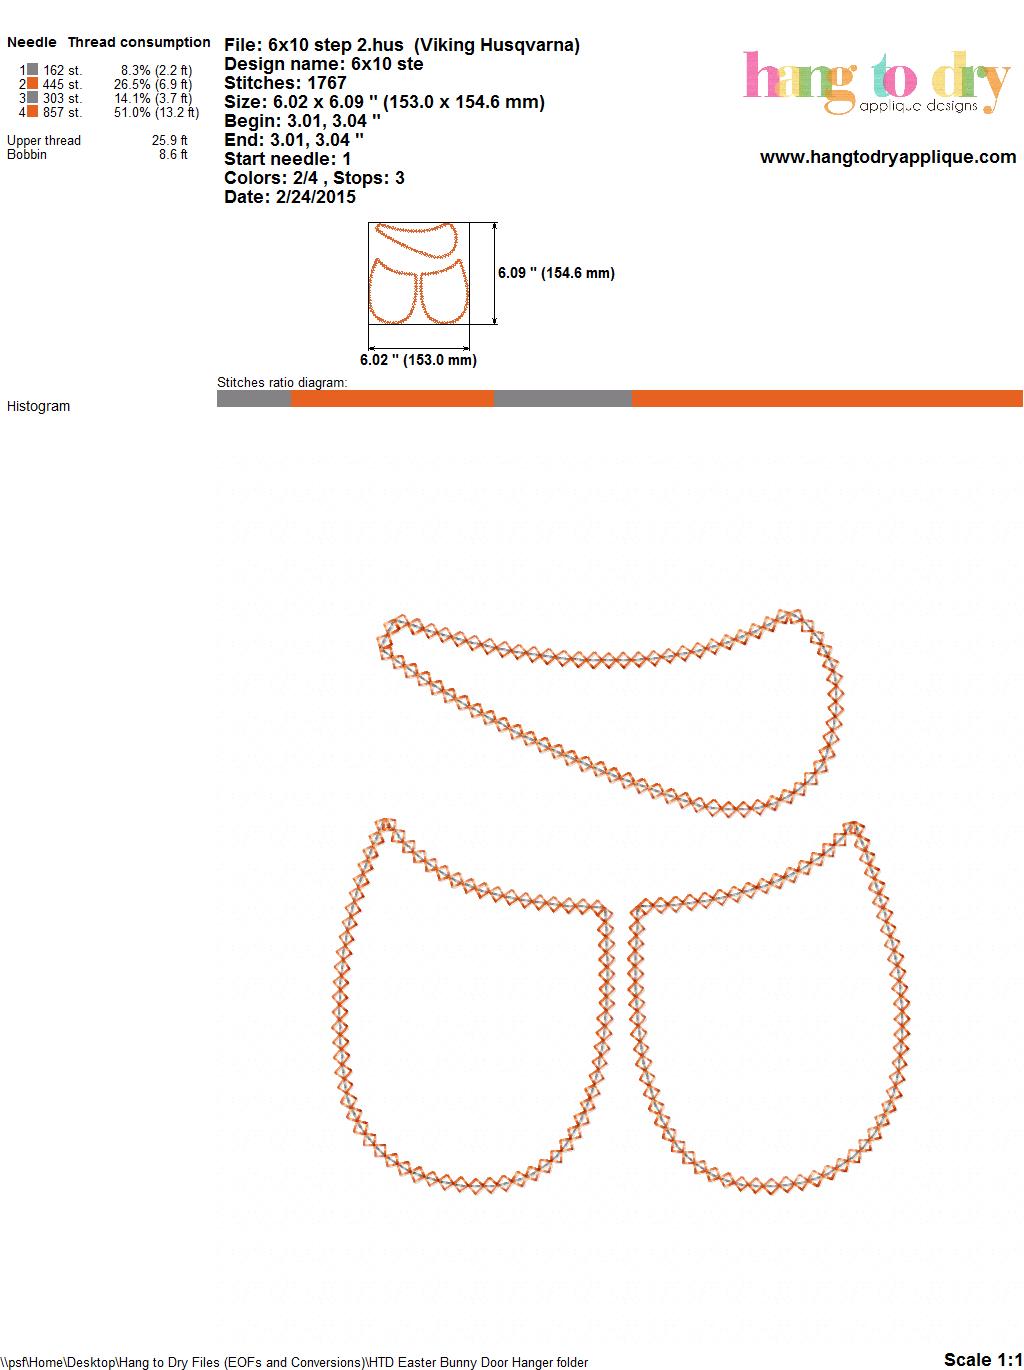 Needle Thread consumption
1 162 st. 8.3% (2.2 ft)
2 445 st. 26.5% (6.9 ft)
3 303 st. 14.1% (3.7 ft)
4 857 st. 51.0% (13.2 ft)
Upper thread 25.9 ft
Bobbin 8.6 ft
File: 6x10 step 2.hus (Viking Husqvarna)
Design name: 6x10 ste
Stitches: 1767
Size: 6.02 x 6.09 " (153.0 x 154.6 mm)
Begin: 3.01, 3.04 "
End: 3.01, 3.04 "
Start needle: 1
Colors: 2/4 , Stops: 3
Date: 2/24/2015
hang to dry
applique designs
www.hangtodryapplique.com
6.09 " (154.6 mm)
6.02 " (153.0 mm)
Stitches ratio diagram:
Histogram
\\psf\Home\Desktop\Hang to Dry Files (EOFs and Conversions)\HTD Easter Bunny Door Hanger folder
Scale 1:1